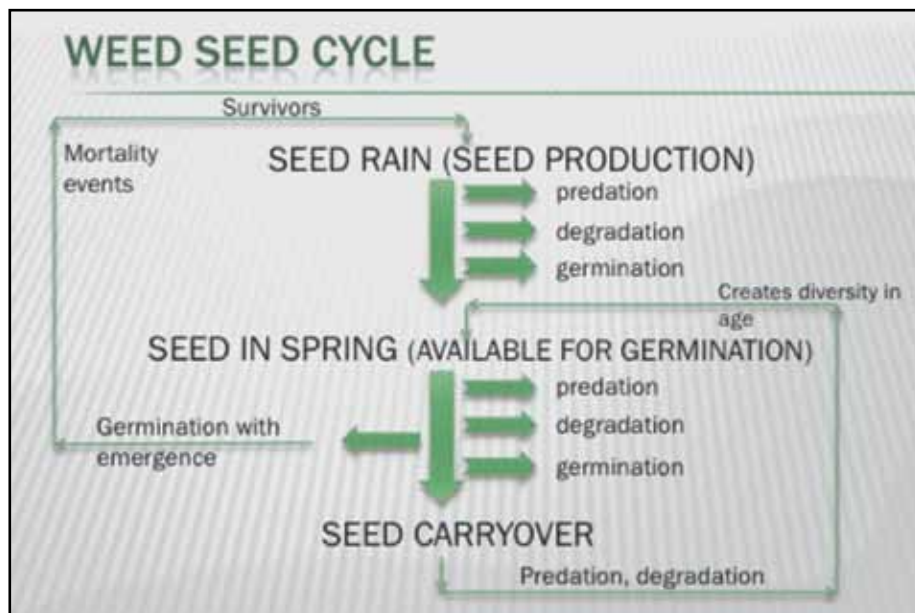 WEED SEED CYCLE
Survivors
Mortality
events
SEED RAIN (SEED PRODUCTION)
predation
degradation
germination
Creates diversity in
age
SEED IN SPRING (AVAILABLE FOR GERMINATION)
predation
degradation
germination
Germination with
emergence
SEED CARRYOVER
Predation, degradation